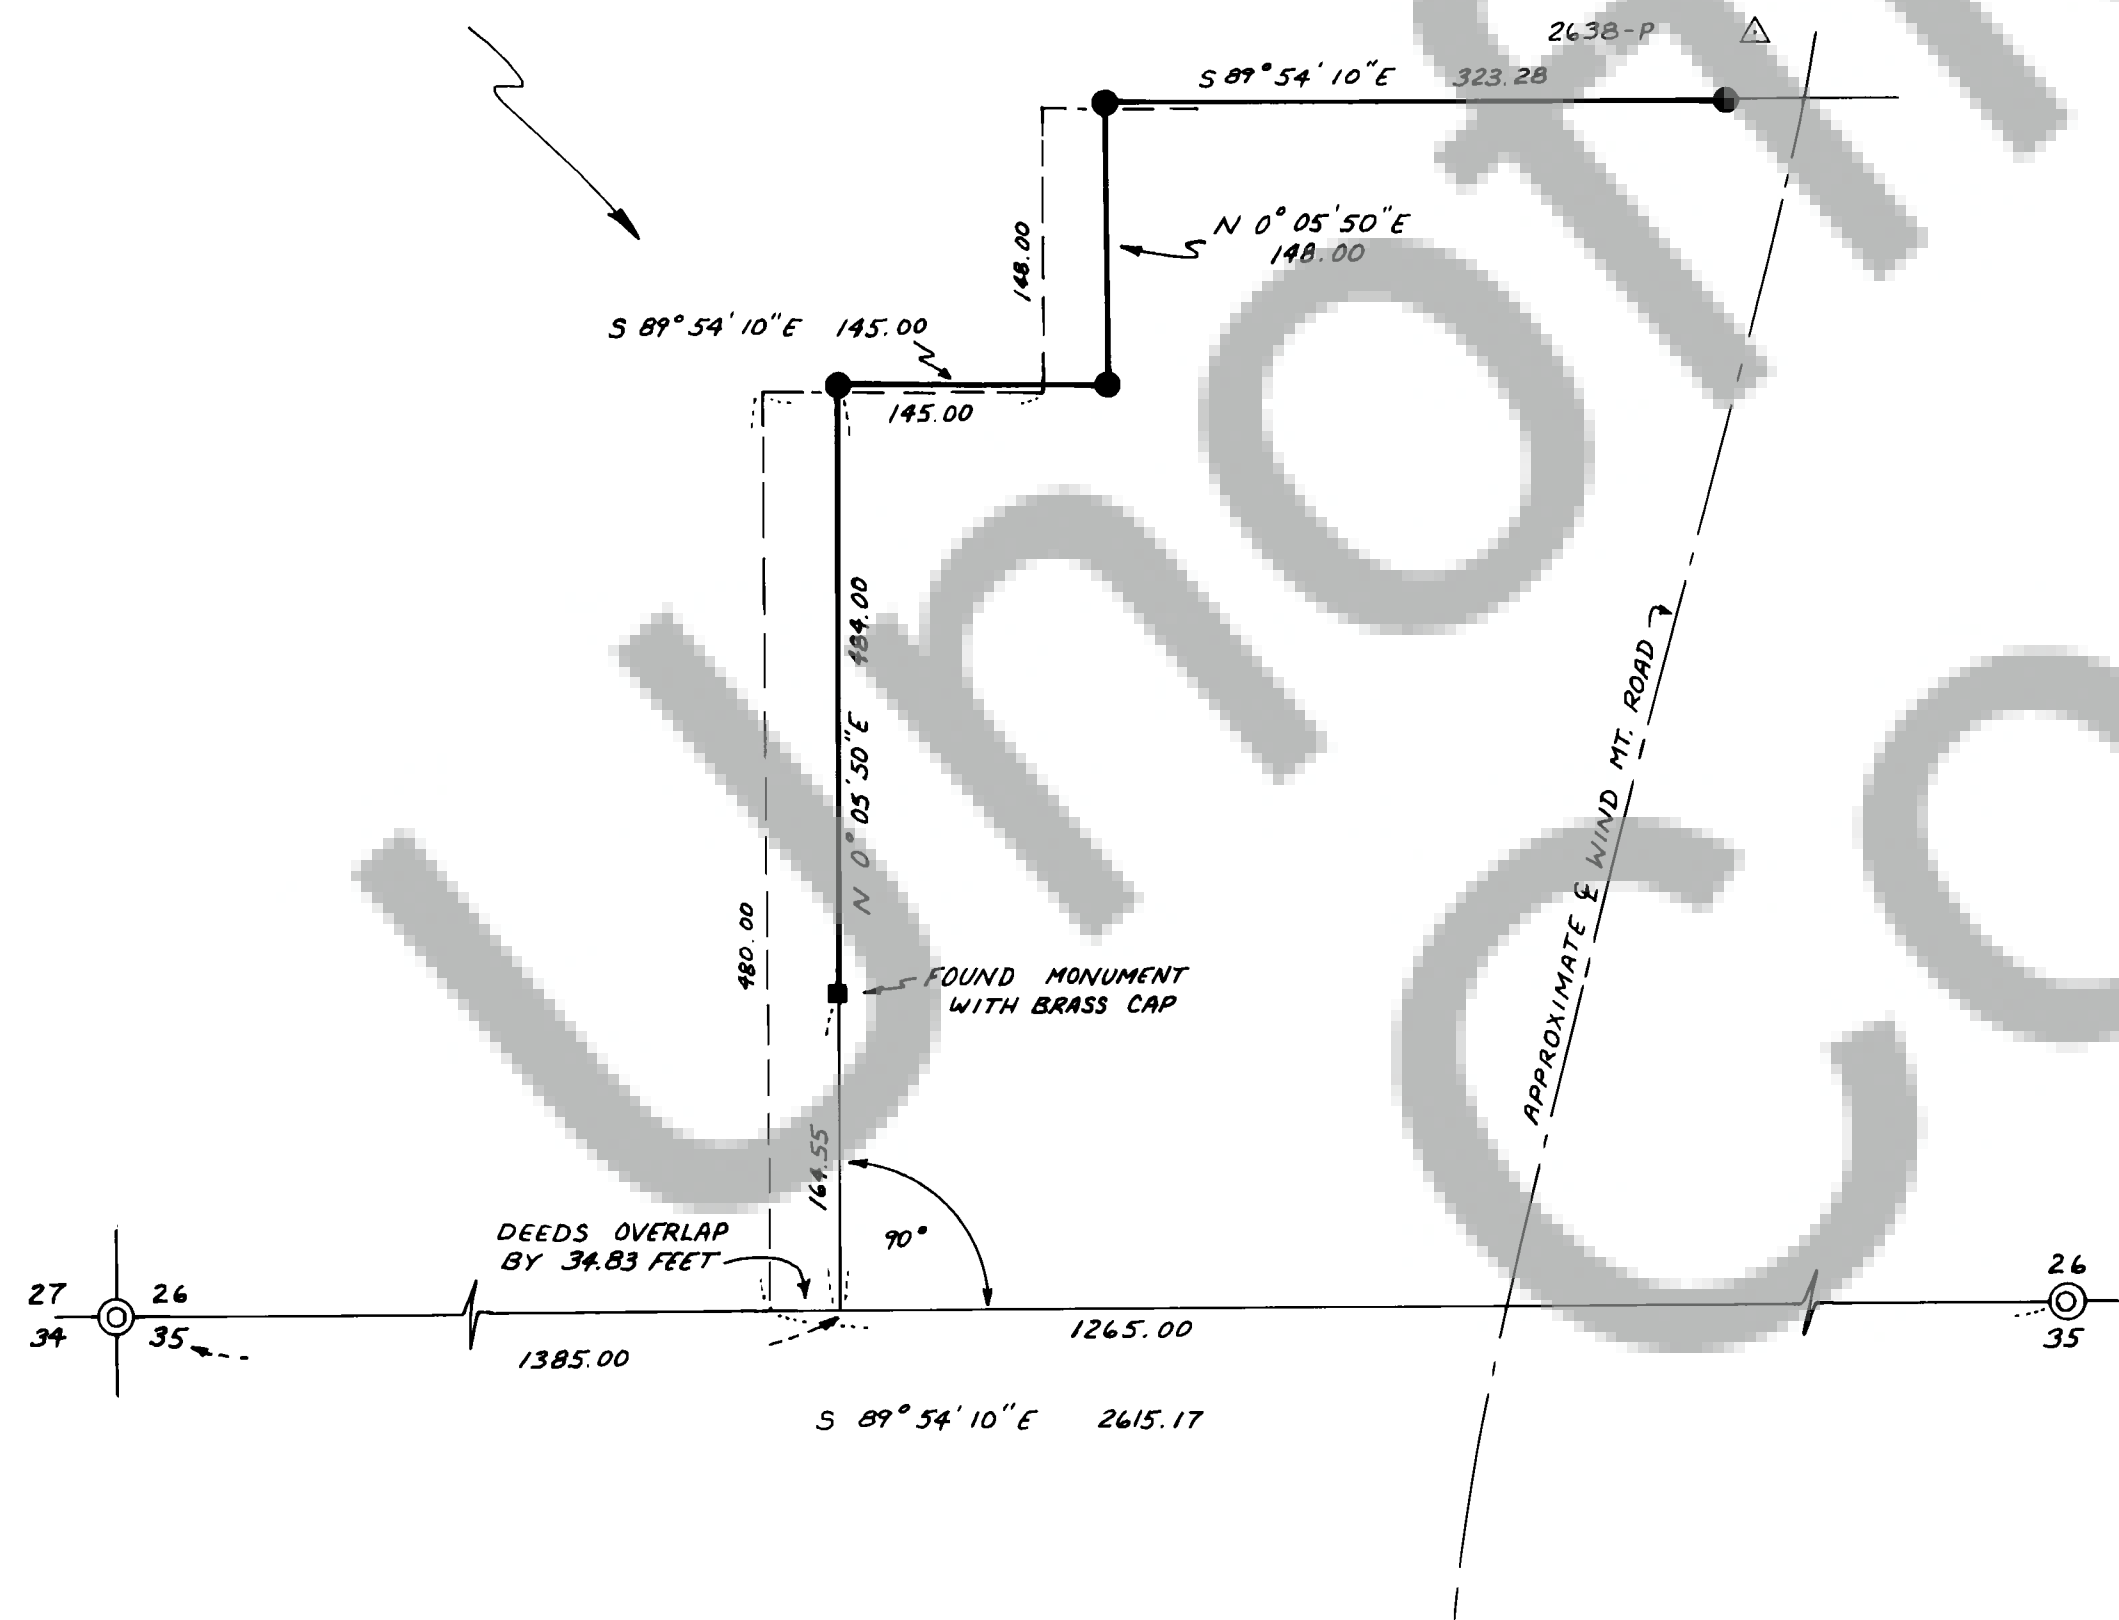 2638-P
S 89° 54' 10" E 323.28
N 0° 05' 50" E
148.00
148.00
S 89° 54' 10" E 145.00
145.00
N 0° 05' 50" E 484.00
480.00
FOUND MONUMENT
WITH BRASS CAP
APPROXIMATE ℄ WIND MT. ROAD
164.55
90°
DEEDS OVERLAP
BY 34.83 FEET
27 26
34 35
26
35
1265.00
1385.00
S 89° 54' 10" E 2615.17